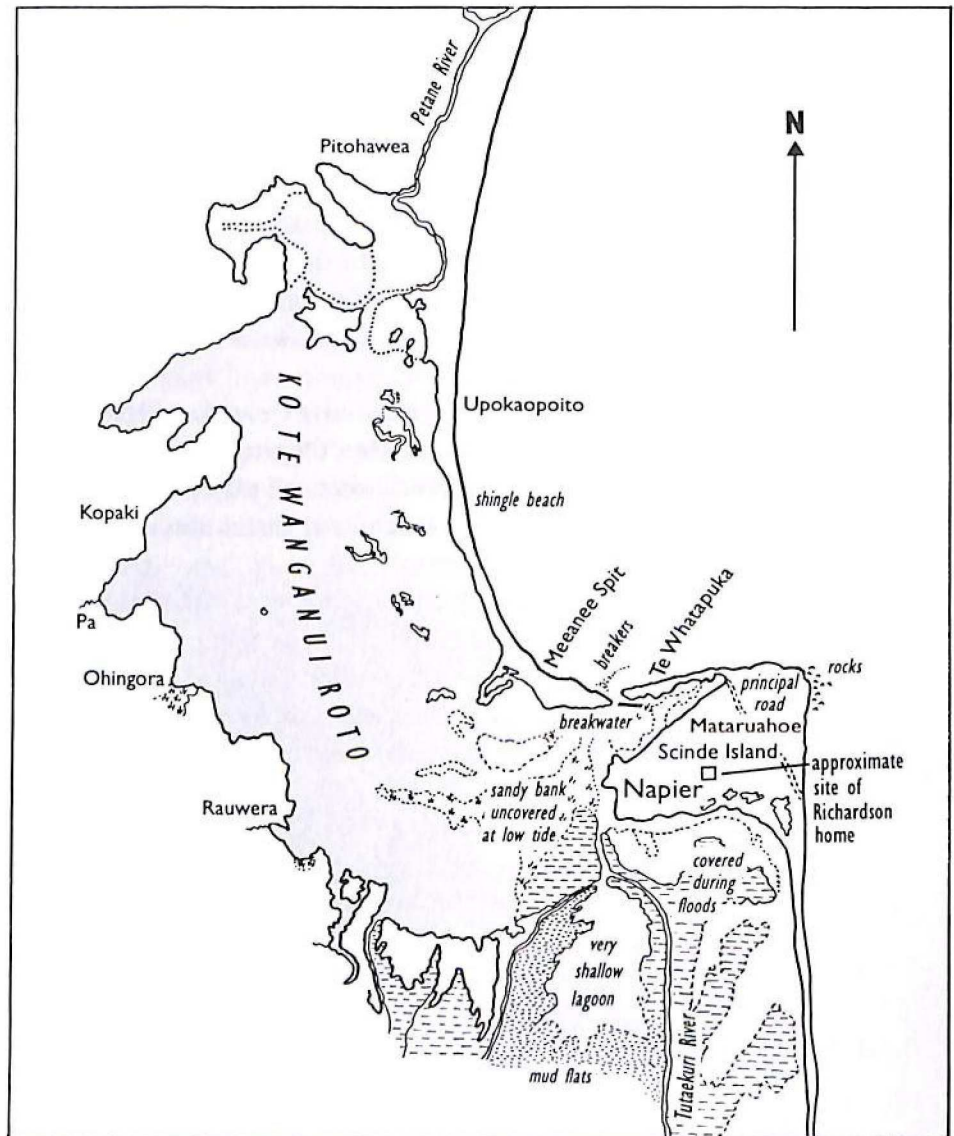 Petane River
N
Pitohawea
KOTE WANGANUI ROTO
Upokaopoito
shingle beach
Kopaki
Pa
Ohingora
Rauwera
Meeanee Spit
breakers
Te Whatapuka
rocks
principal
road
breakwater
Mataruahoe
Scinde Island
Napier
approximate
site of
Richardson
home
sandy bank
uncovered
at low tide
covered
during
floods
very
shallow
lagoon
mud flats
Tutaekuri River